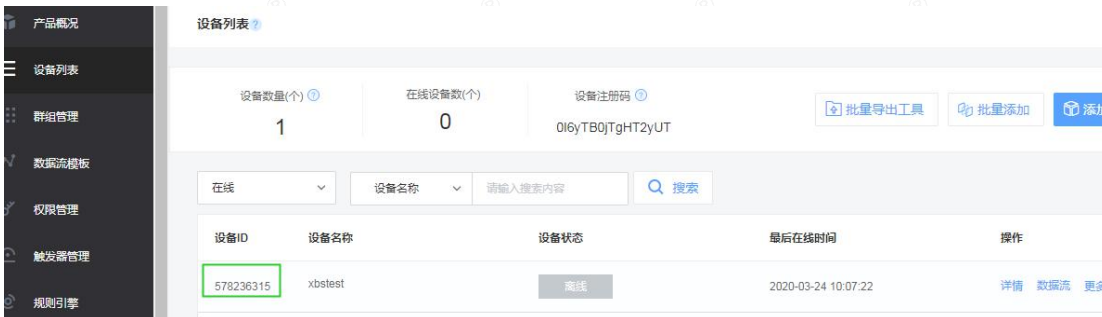 产品概况
设备列表
群组管理
数据流模板
权限管理
触发器管理
规则引擎
设备列表 ?
设备数量(个) ?
1
在线设备数(个)
0
设备注册码 ?
0I6yTB0jTgHT2yUT
批量导出工具
批量添加
添加
在线
设备名称
请输入搜索内容
搜索
设备ID 设备名称 设备状态 最后在线时间 操作
578236315 xbstest 离线 2020-03-24 10:07:22 详情 数据流 更多